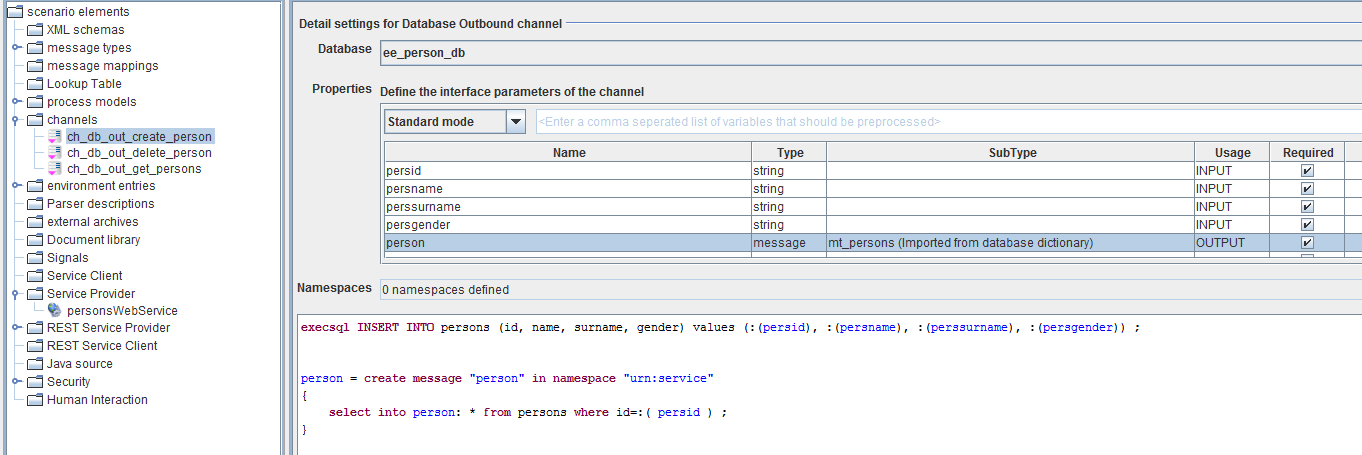 scenario elements
XML schemas
message types
message mappings
Lookup Table
process models
channels
ch_db_out_create_person
ch_db_out_delete_person
ch_db_out_get_persons
environment entries
Parser descriptions
external archives
Document library
Signals
Service Client
Service Provider
personsWebService
REST Service Provider
REST Service Client
Java source
Security
Human Interaction
Detail settings for Database Outbound channel
Database ee_person_db
Properties Define the interface parameters of the channel
Standard mode <Enter a comma seperated list of variables that should be preprocessed>
Name Type SubType Usage Required
persid string INPUT
persname string INPUT
perssurname string INPUT
persgender string INPUT
person message mt_persons (Imported from database dictionary) OUTPUT
Namespaces 0 namespaces defined
execsql INSERT INTO persons (id, name, surname, gender) values (:(persid), :(persname), :(perssurname), :(persgender)) ;
person = create message "person" in namespace "urn:service"
{
select into person: * from persons where id=:( persid ) ;
}